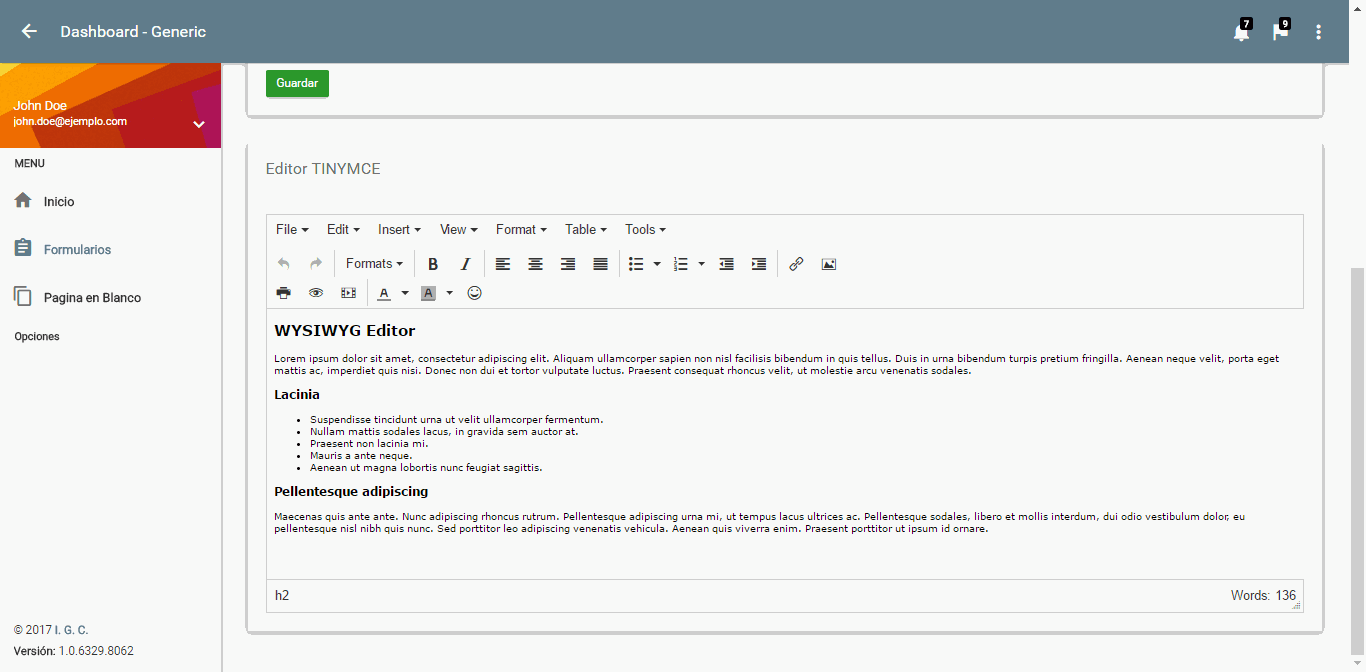 Dashboard - Generic
7
9
John Doe
john.doe@ejemplo.com
MENU
Inicio
Formularios
Pagina en Blanco
Opciones
© 2017 I. G. C.
Versión: 1.0.6329.8062
Guardar
Editor TINYMCE
File Edit Insert View Format Table Tools
Formats B I
A A
WYSIWYG Editor
Lorem ipsum dolor sit amet, consectetur adipiscing elit. Aliquam ullamcorper sapien non nisl facilisis bibendum in quis tellus. Duis in urna bibendum turpis pretium fringilla. Aenean neque velit, porta eget
mattis ac, imperdiet quis nisi. Donec non dui et tortor vulputate luctus. Praesent consequat rhoncus velit, ut molestie arcu venenatis sodales.
Lacinia
• Suspendisse tincidunt urna ut velit ullamcorper fermentum.
• Nullam mattis sodales lacus, in gravida sem auctor at.
• Praesent non lacinia mi.
• Mauris a ante neque.
• Aenean ut magna lobortis nunc feugiat sagittis.
Pellentesque adipiscing
Maecenas quis ante ante. Nunc adipiscing rhoncus rutrum. Pellentesque adipiscing urna mi, ut tempus lacus ultrices ac. Pellentesque sodales, libero et mollis interdum, dui odio vestibulum dolor, eu
pellentesque nisl nibh quis nunc. Sed porttitor leo adipiscing venenatis vehicula. Aenean quis viverra enim. Praesent porttitor ut ipsum id ornare.
h2
Words: 136